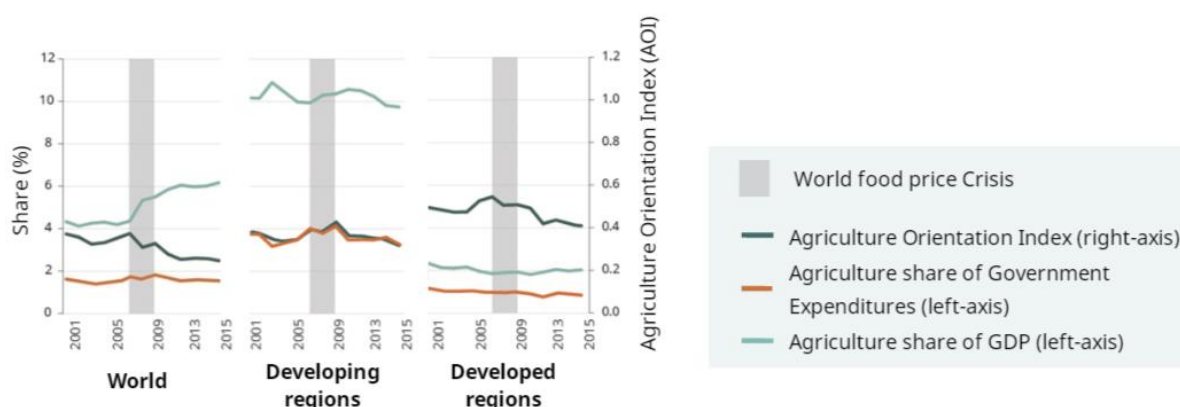 Share (%)
12
10
8
6
4
2
0
2001
2005
2009
2013
2015
World
2001
2005
2009
2013
2015
Developing
regions
2001
2005
2009
2013
2015
Developed
regions
1.2
1.0
0.8
0.6
0.4
0.2
0.0
Agriculture Orientation Index (AOI)
World food price Crisis
Agriculture Orientation Index (right-axis)
Agriculture share of Government
Expenditures (left-axis)
Agriculture share of GDP (left-axis)